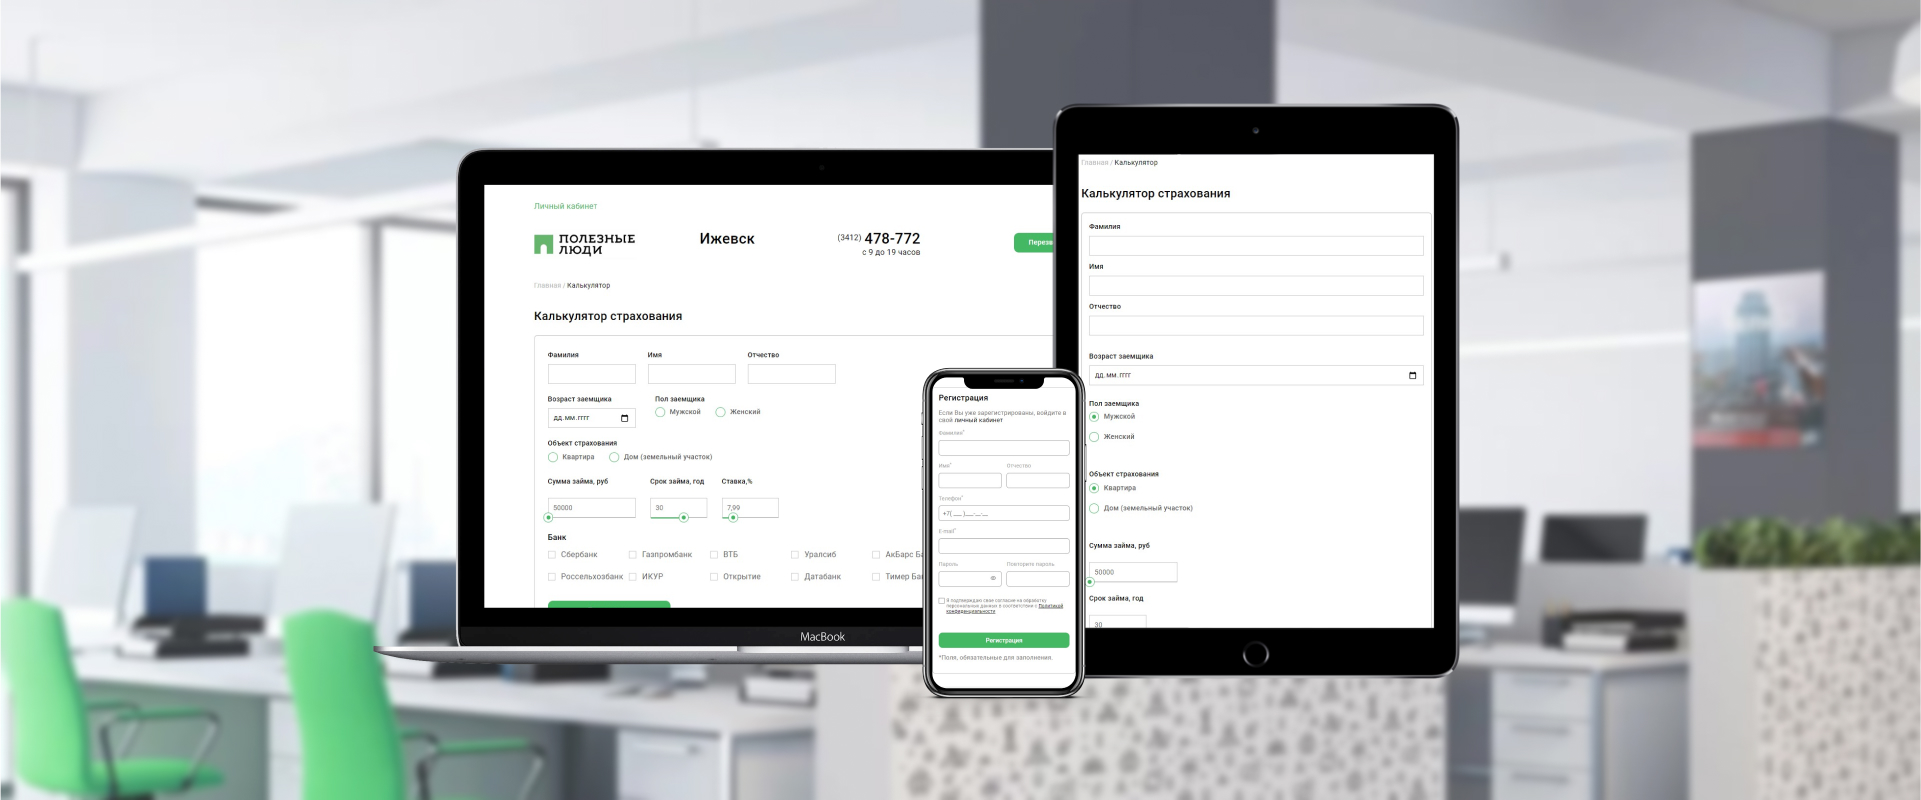 Личный кабинет
ПОЛЕЗНЫЕ
ЛЮДИ
Ижевск
(3412) 478-772
с 9 до 19 часов
Главная / Калькулятор
Калькулятор страхования
Фамилия Имя Отчество
Возраст заемщика Пол заемщика
дд.мм.гггг Мужской Женский
Объект страхования
Квартира Дом (земельный участок)
Сумма займа, руб Срок займа, год Ставка,%
50000 30 7,99
Банк
Сбербанк Газпромбанк ВТБ Уралсиб АкБарс
Россельхозбанк ИКУР Открытие Датабанк Тимер
MacBook
Регистрация
Если Вы уже зарегистрированы, войдите в
свой личный кабинет
Фамилия*
Имя* Отчество
Телефон*
+7(___)___-__-__
E-mail*
Пароль Повторите пароль
Я подтверждаю свое согласие на обработку
персональных данных в соответствии с Политикой
конфиденциальности
Регистрация
*Поля, обязательные для заполнения.
Главная / Калькулятор
Калькулятор страхования
Фамилия
Имя
Отчество
Возраст заемщика
дд.мм.гггг
Пол заемщика
Мужской
Женский
Объект страхования
Квартира
Дом (земельный участок)
Сумма займа, руб
50000
Срок займа, год
30